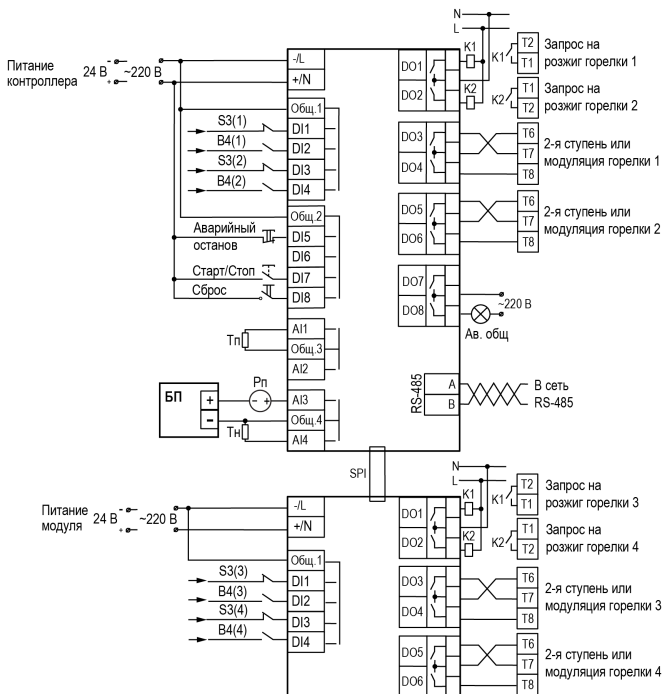 N
L
Питание контроллера
24 В
-
+
~220 В
-/L
+/N
Общ.1
S3(1)
DI1
B4(1)
DI2
S3(2)
DI3
B4(2)
DI4
Общ.2
Аварийный останов
DI5
DI6
Старт/Стоп
DI7
Сброс
DI8
AI1
Тп
Общ.3
AI2
БП
+
−
Рп
- +
AI3
Общ.4
Тн
AI4
DO1
DO2
K1
K2
K1
T2
T1
Запрос на розжиг горелки 1
K2
T1
T2
Запрос на розжиг горелки 2
DO3
DO4
T6
T7
T8
2-я ступень или модуляция горелки 1
DO5
DO6
T6
T7
T8
2-я ступень или модуляция горелки 2
DO7
DO8
~220 В
Ав. общ
RS-485
A
B
В сеть RS-485
SPI
N
L
Питание модуля
24 В
-
+
~220 В
-/L
+/N
Общ.1
S3(3)
DI1
B4(3)
DI2
S3(4)
DI3
B4(4)
DI4
DO1
DO2
K1
K2
K1
T2
T1
Запрос на розжиг горелки 3
K2
T1
T2
Запрос на розжиг горелки 4
DO3
DO4
T6
T7
T8
2-я ступень или модуляция горелки 3
DO5
DO6
T6
T7
T8
2-я ступень или модуляция горелки 4